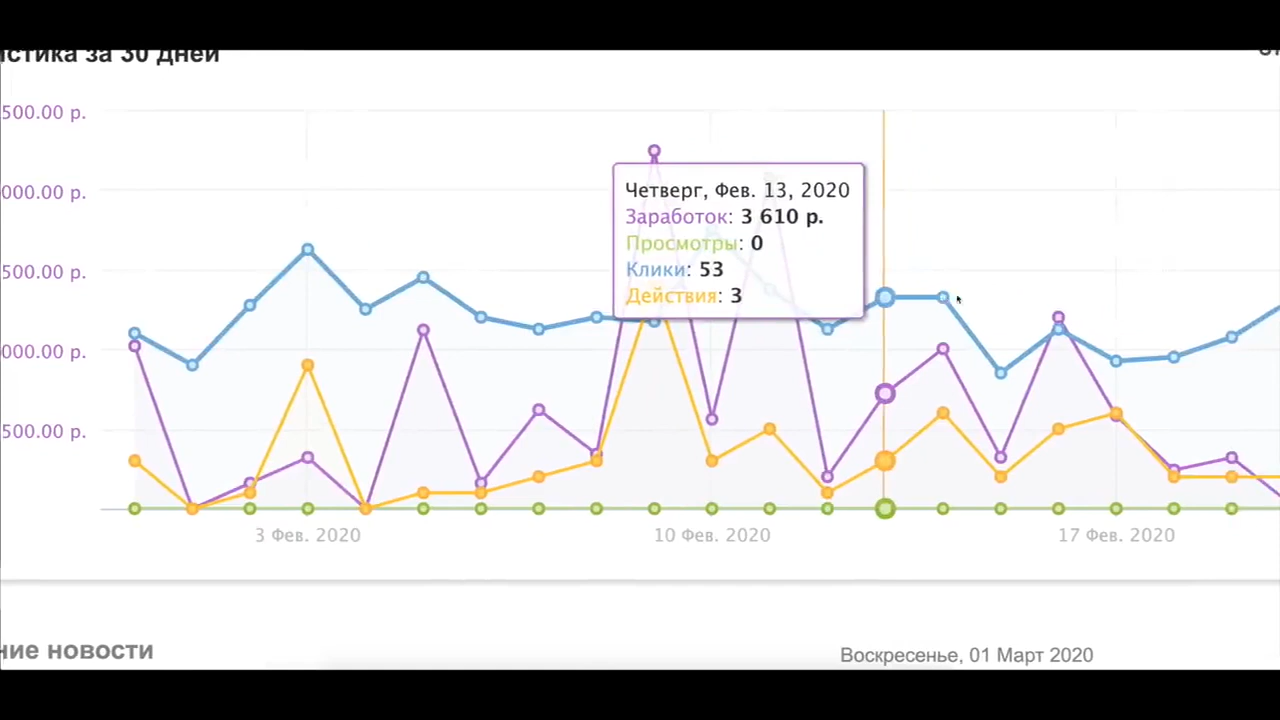 истика за 30 дней
500.00 р.
000.00 р.
500.00 р.
000.00 р.
500.00 р.
Четверг, Фев. 13, 2020
Заработок: 3 610 р.
Просмотры: 0
Клики: 53
Действия: 3
3 Фев. 2020
10 Фев. 2020
17 Фев. 2020
ние новости
Воскресенье, 01 Март 2020